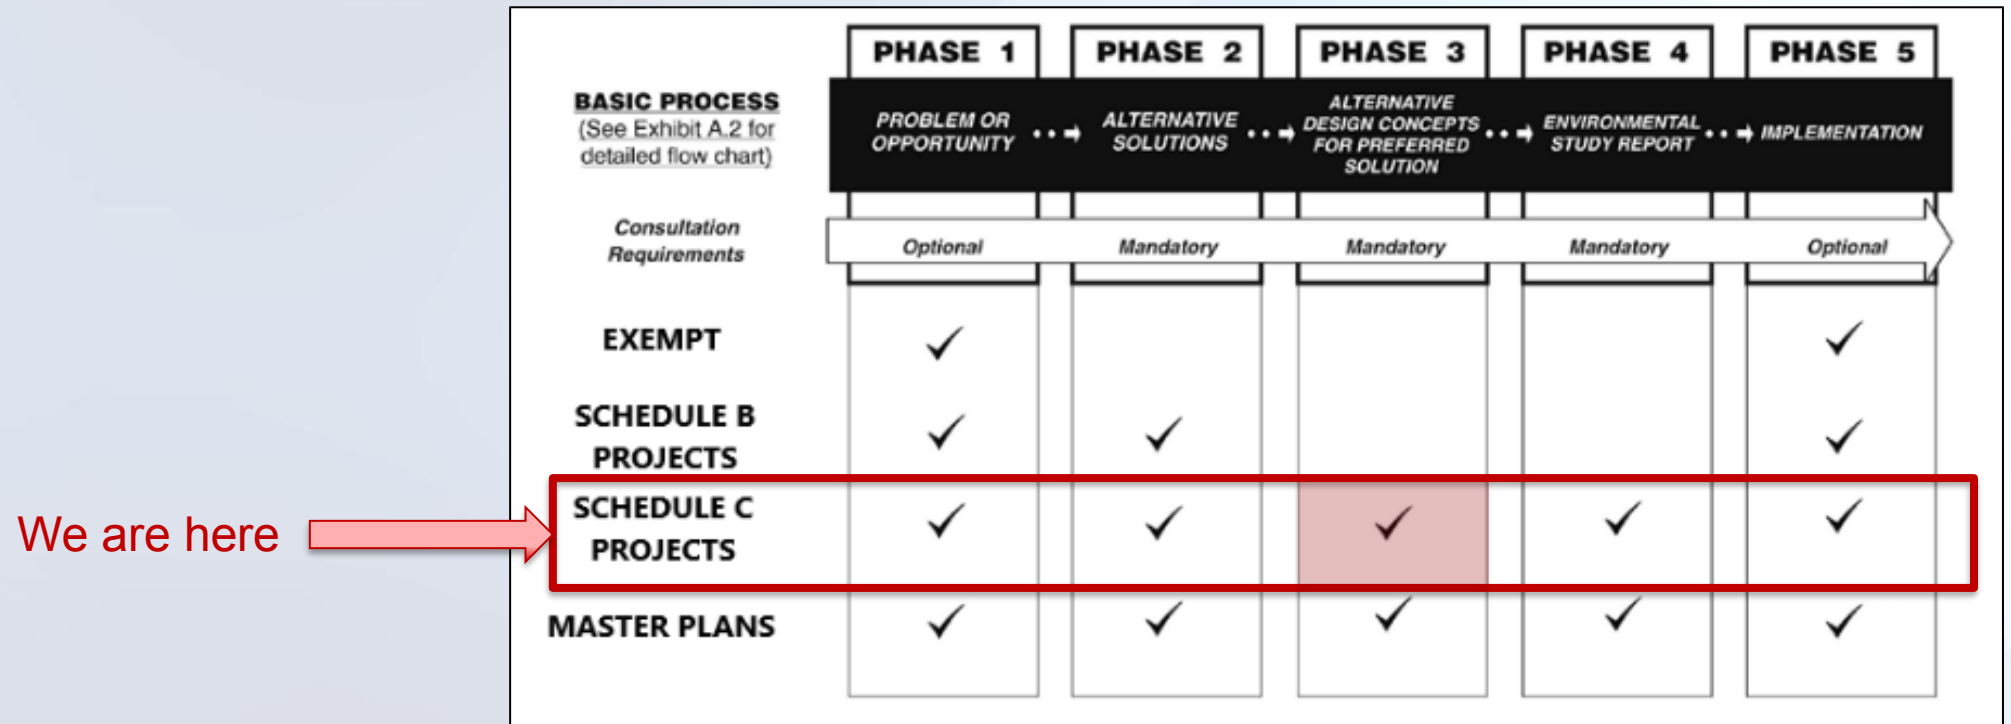 PHASE 1 PHASE 2 PHASE 3 PHASE 4 PHASE 5
BASIC PROCESS
(See Exhibit A.2 for
detailed flow chart)
PROBLEM OR
OPPORTUNITY
ALTERNATIVE
SOLUTIONS
ALTERNATIVE
DESIGN CONCEPTS
FOR PREFERRED
SOLUTION
ENVIRONMENTAL
STUDY REPORT
IMPLEMENTATION
Consultation
Requirements
Optional Mandatory Mandatory Mandatory Optional
EXEMPT
SCHEDULE B
PROJECTS
We are here
SCHEDULE C
PROJECTS
MASTER PLANS